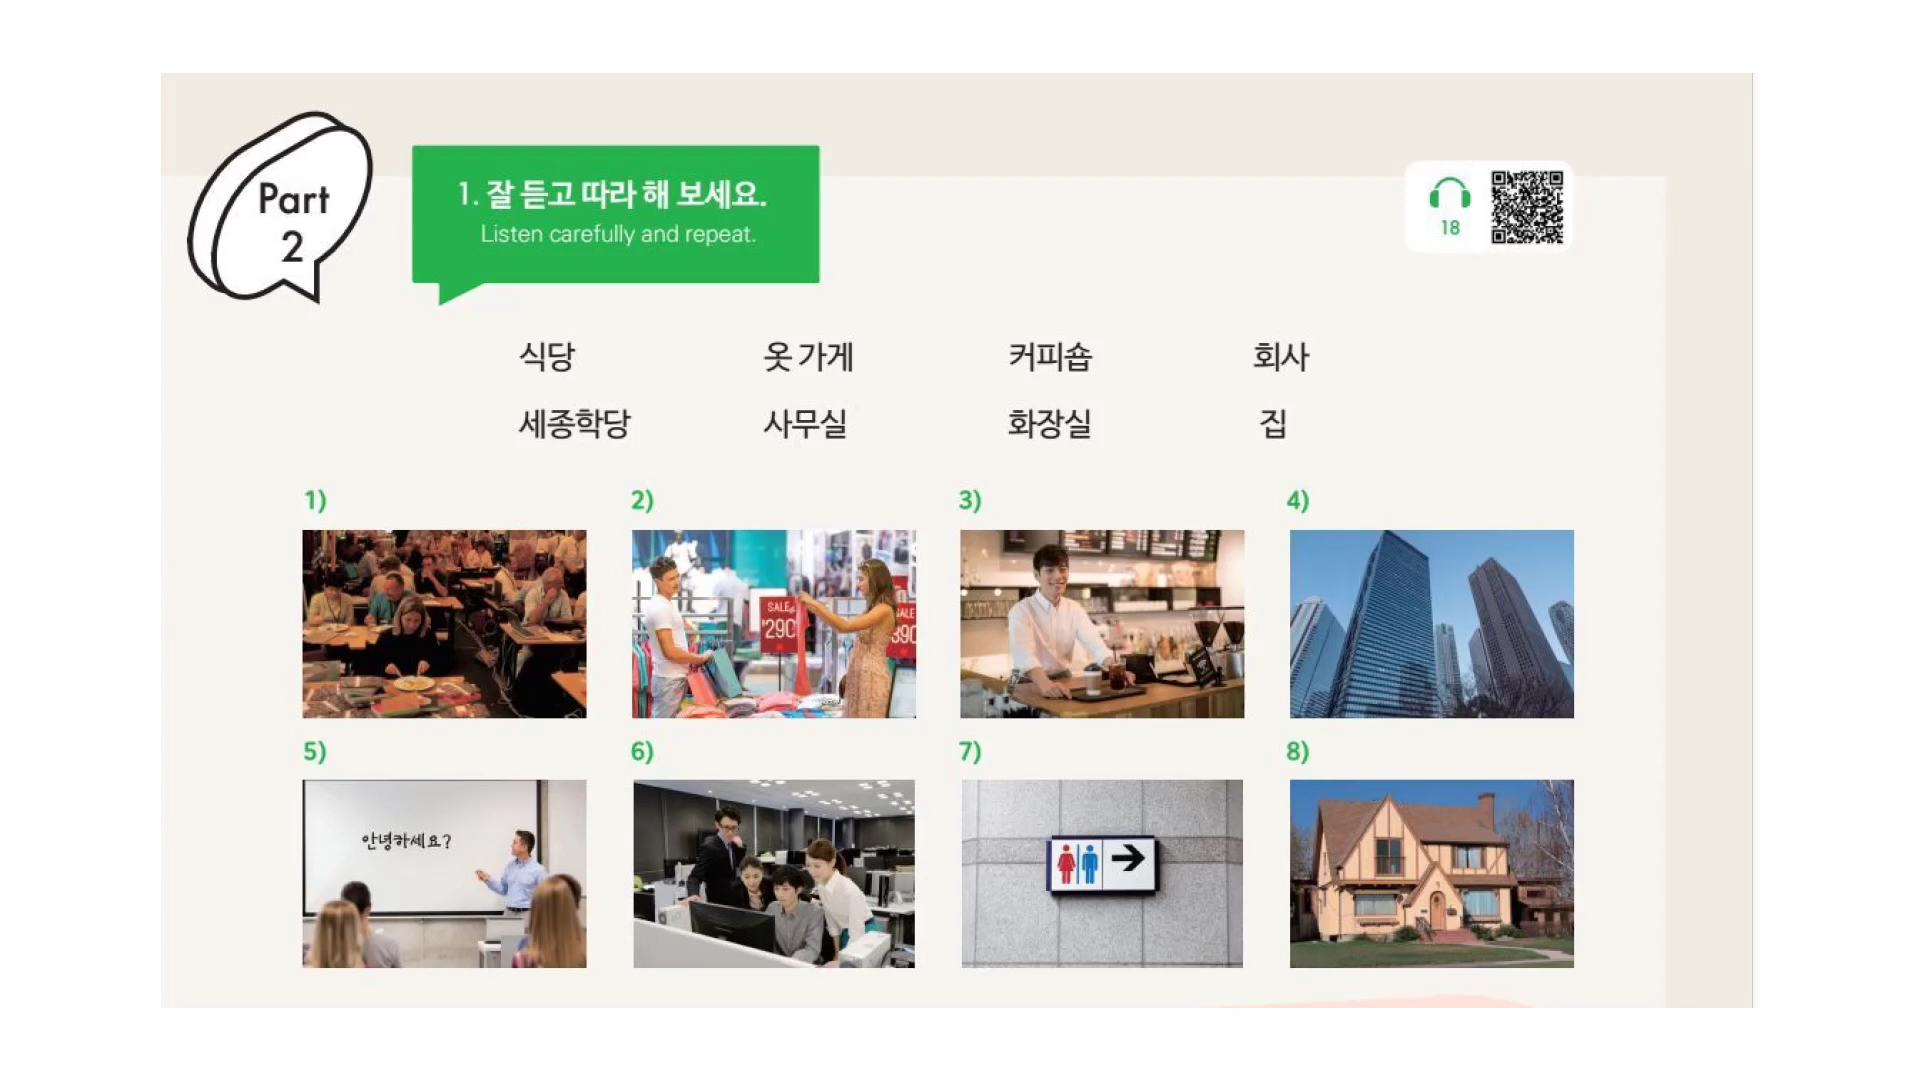 Part
2
1. 잘 듣고 따라 해 보세요.
Listen carefully and repeat.
18
식당 옷 가게 커피숍 회사
세종학당 사무실 화장실 집
1) 2) 3) 4)
SALE
290
SALE
390
5) 6) 7) 8)
안녕하세요?